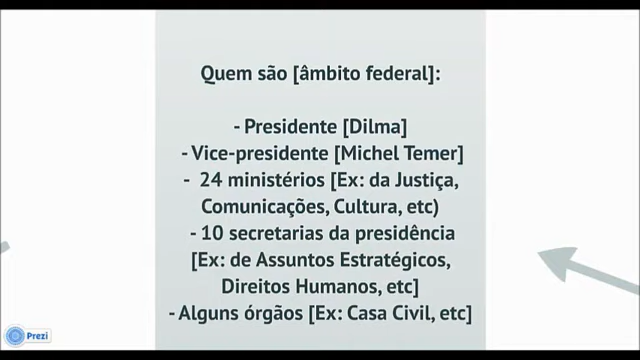 Quem são [âmbito federal]:
- Presidente [Dilma]
- Vice-presidente [Michel Temer]
- 24 ministérios [Ex: da Justiça,
Comunicações, Cultura, etc)
- 10 secretarias da presidência
[Ex: de Assuntos Estratégicos,
Direitos Humanos, etc]
- Alguns órgãos [Ex: Casa Civil, etc]
Prezi